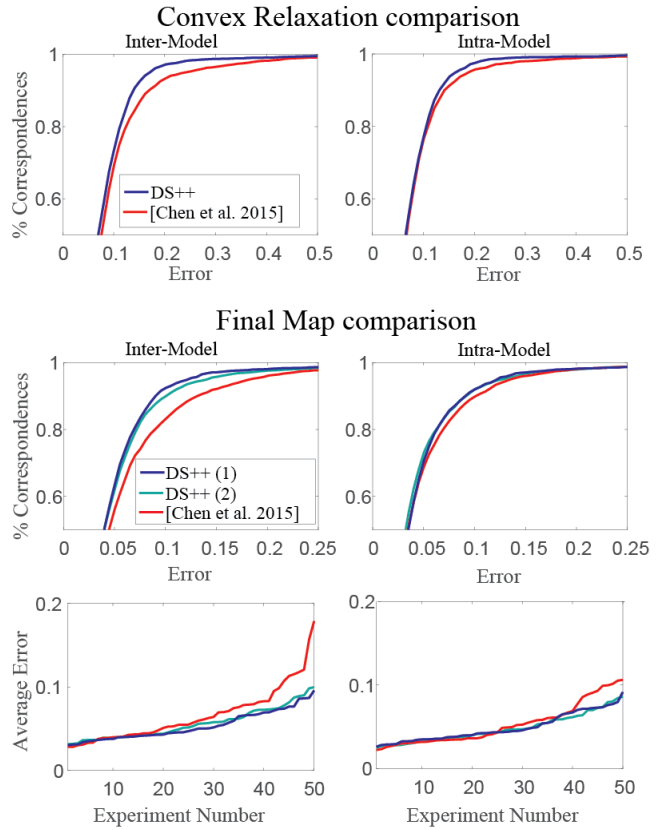 Convex Relaxation comparison
Inter-Model
Intra-Model
% Correspondences
1
0.8
0.6
DS++
[Chen et al. 2015]
0 0.1 0.2 0.3 0.4 0.5
Error
1
0.8
0.6
0 0.1 0.2 0.3 0.4 0.5
Error
Final Map comparison
Inter-Model
Intra-Model
% Correspondences
1
0.8
0.6
DS++ (1)
DS++ (2)
[Chen et al. 2015]
0 0.05 0.1 0.15 0.2 0.25
Error
1
0.8
0.6
0 0.05 0.1 0.15 0.2 0.25
Error
Average Error
0.2
0.1
0
10 20 30 40 50
Experiment Number
0.2
0.1
0
10 20 30 40 50
Experiment Number